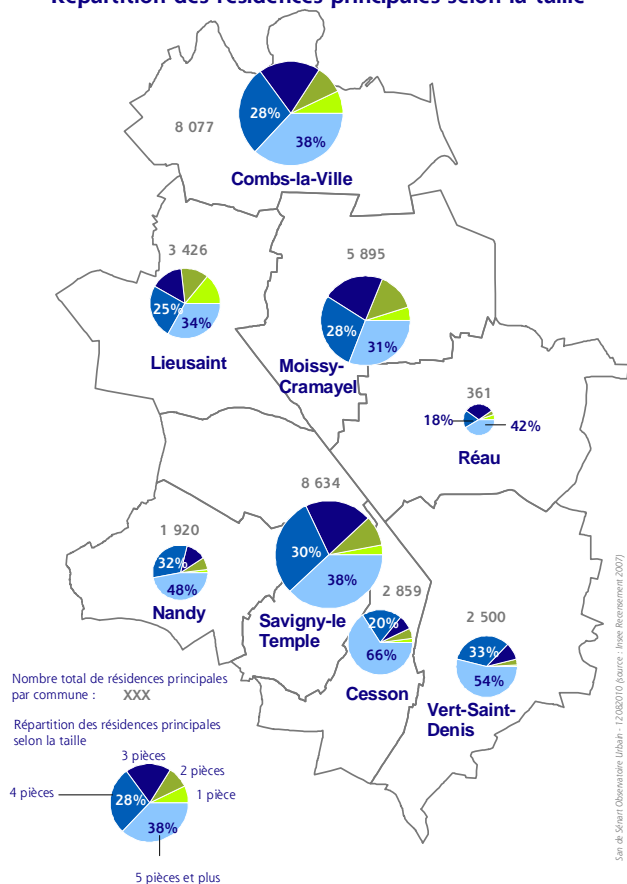 Répartition des résidences principales selon la taille
28%
8 077
38%
Combs-la-Ville
3 426
25%
34%
Lieusaint
5 895
28%
31%
Moissy-
Cramayel
361
18%
42%
Réau
8 634
30%
38%
Savigny-le
Temple
1 920
32%
48%
Nandy
2 859
20%
66%
Cesson
2 500
33%
54%
Vert-Saint-
Denis
Nombre total de résidences principales
par commune : XXX
Répartition des résidences principales
selon la taille
3 pièces
2 pièces
4 pièces
28%
1 pièce
38%
5 pièces et plus
San de Sénart Observatoire Urbain - 12082010 (source : Insee Recensement 2007)